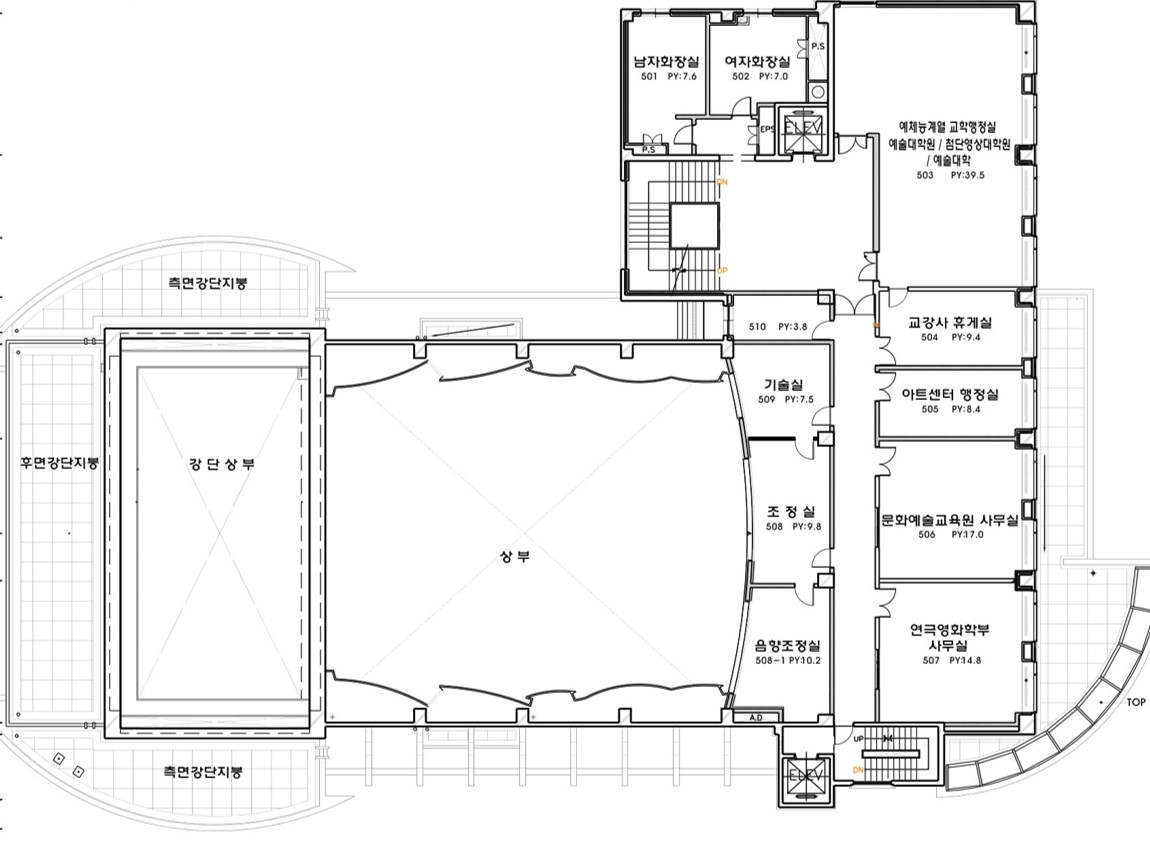 남자화장실
501 PY:7.6
여자화장실
502 PY:7.0
P.S
P.S
EPS
ELEV
예체능계열 교학행정실
예술대학원 / 첨단영상대학원
/ 예술대학
503 PY:39.5
DN
UP
측면강단지붕
510 PY:3.8
교강사 휴게실
504 PY:9.4
기술실
509 PY:7.5
아트센터 행정실
505 PY:8.4
후면강단지붕
강단상부
조정실
508 PY:9.8
문화예술교육원 사무실
506 PY:17.0
상부
음향조정실
508-1 PY:10.2
연극영화학부
사무실
507 PY:14.8
TOP
A.D
UP
DN
측면강단지붕
ELEV